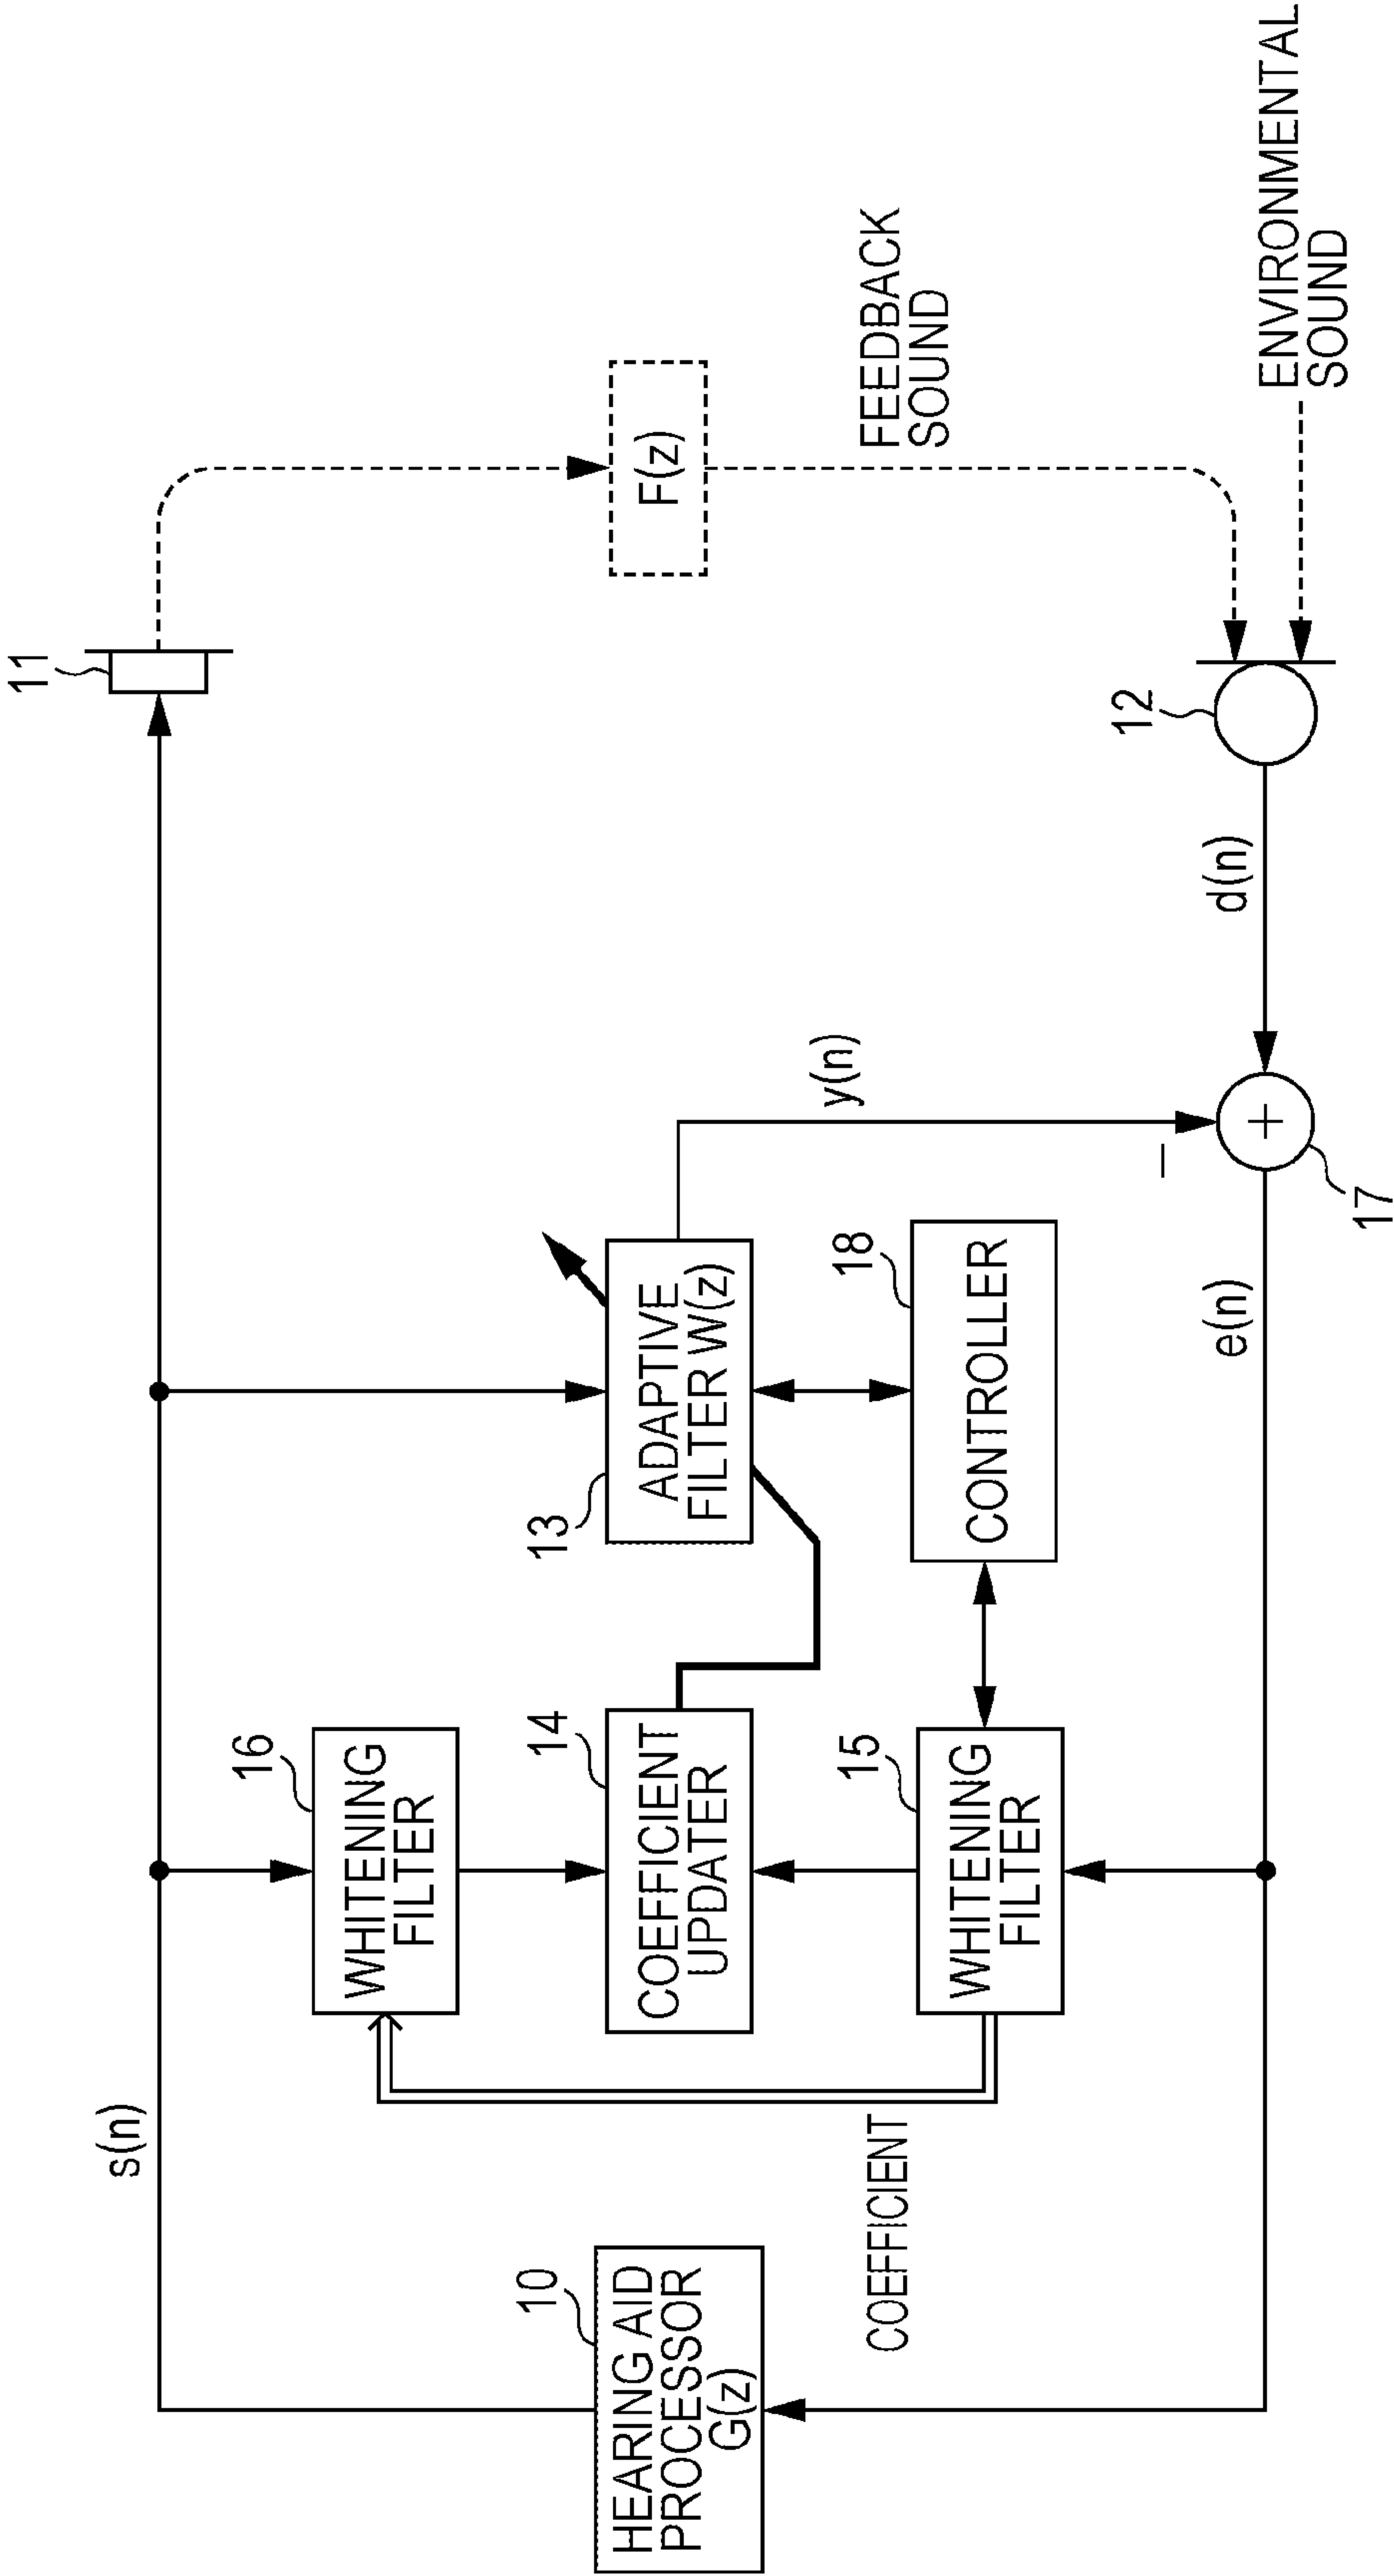 s(n)
11
16
WHITENING
FILTER
10
HEARING AID
PROCESSOR
G(z)
14
COEFFICIENT
UPDATER
13
ADAPTIVE
FILTER W(z)
F(z)
COEFFICIENT
15
WHITENING
FILTER
18
CONTROLLER
y(n)
FEEDBACK
SOUND
12
–
e(n)
+
d(n)
17
ENVIRONMENTAL
SOUND